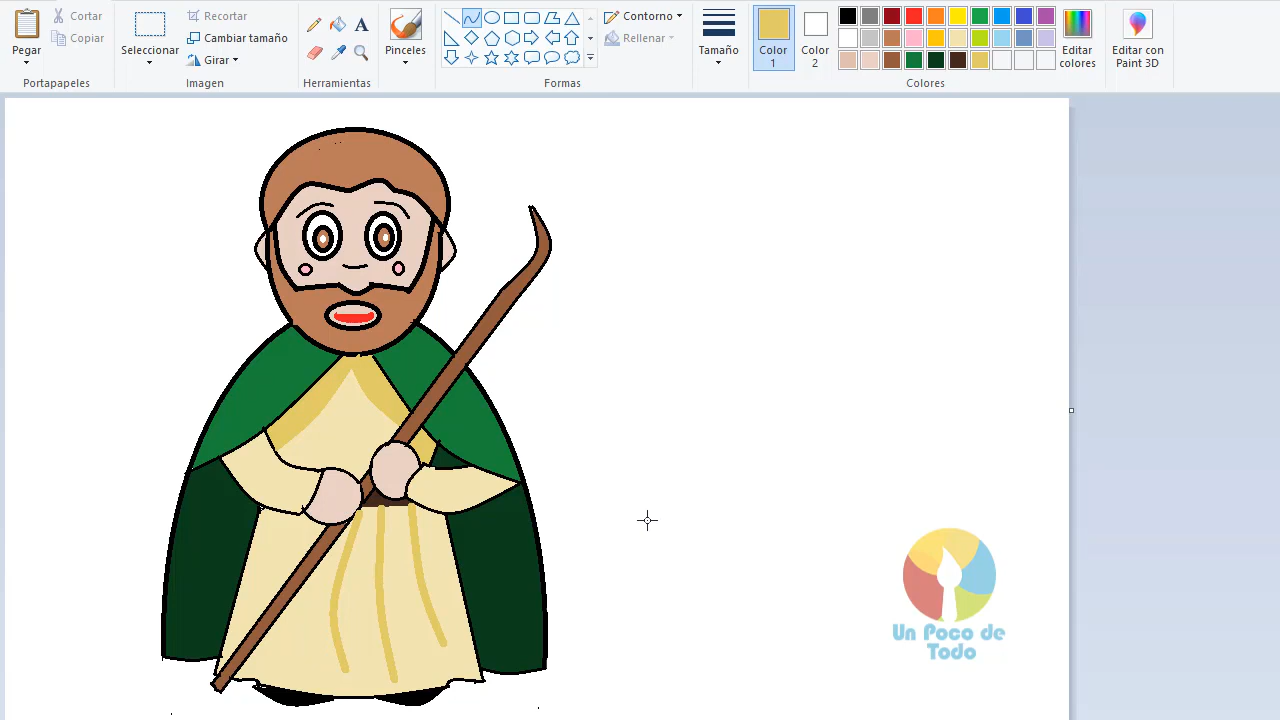 Pegar
Cortar
Copiar
Portapapeles
Seleccionar
Recortar
Cambiar tamaño
Girar
Imagen
A
Herramientas
Pinceles
Contorno
Rellenar
Formas
Tamaño
Color
1
Color
2
Editar
colores
Colores
Editar con
Paint 3D
Un Poco de
Todo